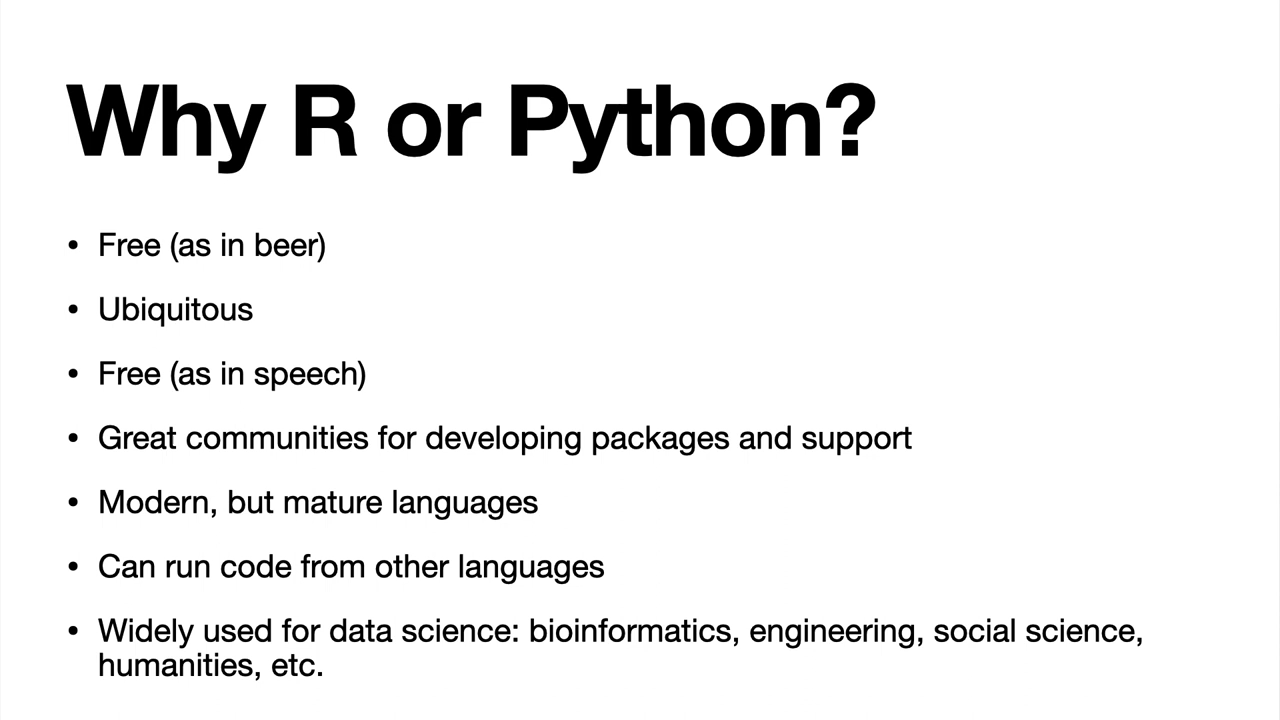 Why R or Python?
• Free (as in beer)
• Ubiquitous
• Free (as in speech)
• Great communities for developing packages and support
• Modern, but mature languages
• Can run code from other languages
• Widely used for data science: bioinformatics, engineering, social science,
humanities, etc.